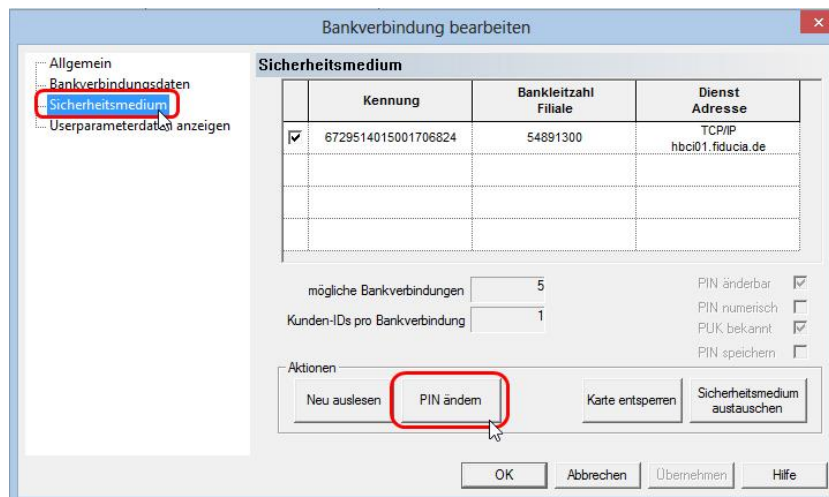 Bankverbindung bearbeiten
Allgemein
Bankverbindungsdaten
Sicherheitsmedium
Userparameterdaten anzeigen
Sicherheitsmedium
Kennung
Bankleitzahl
Filiale
Dienst
Adresse
6729514015001706824
54891300
TCP/IP
hbci01.fiducia.de
mögliche Bankverbindungen
5
Kunden-IDs pro Bankverbindung
1
PIN änderbar
PIN numerisch
PUK bekannt
PIN speichern
Aktionen
Neu auslesen
PIN ändern
Karte entsperren
Sicherheitsmedium
austauschen
OK
Abbrechen
Übernehmen
Hilfe